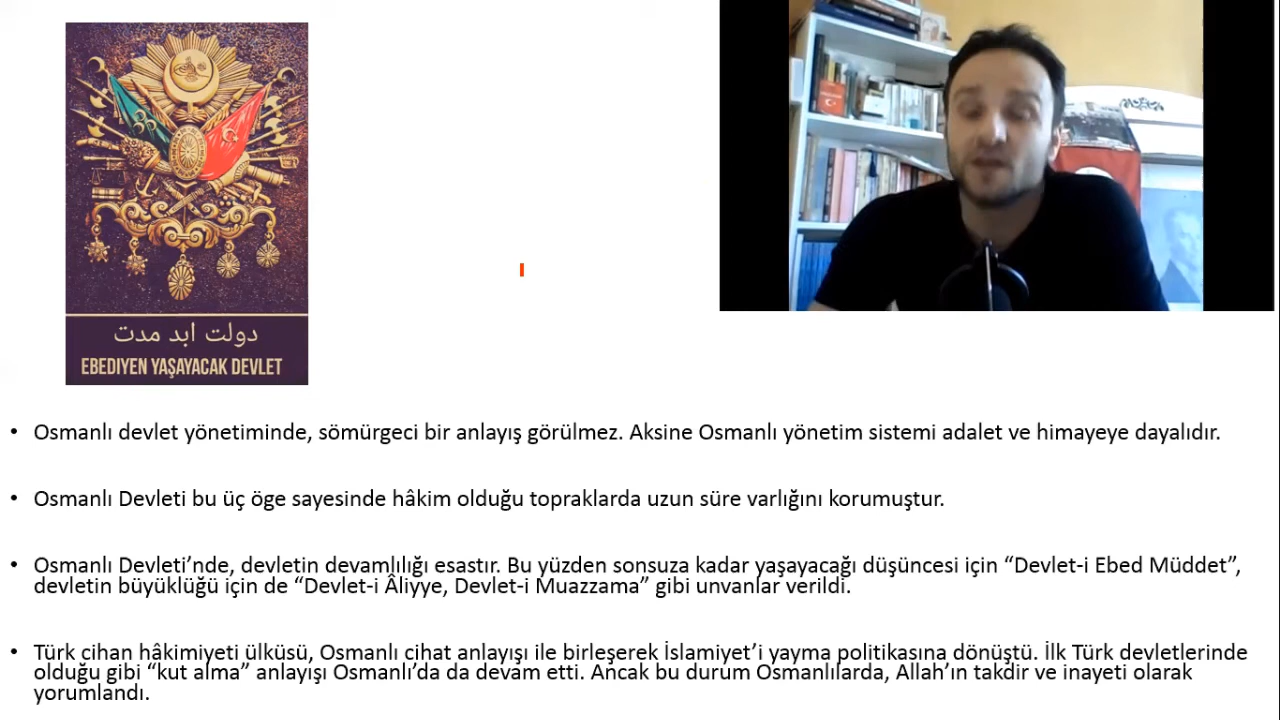 دولت ابد مدت
EBEDIYEN YAŞAYACAK DEVLET
• Osmanlı devlet yönetiminde, sömürgeci bir anlayış görülmez. Aksine Osmanlı yönetim sistemi adalet ve himayeye dayalıdır.
• Osmanlı Devleti bu üç öge sayesinde hâkim olduğu topraklarda uzun süre varlığını korumuştur.
• Osmanlı Devleti’nde, devletin devamlılığı esastır. Bu yüzden sonsuza kadar yaşayacağı düşüncesi için “Devlet-i Ebed Müddet”,
devletin büyüklüğü için de “Devlet-i Âliyye, Devlet-i Muazzama” gibi unvanlar verildi.
• Türk cihan hâkimiyeti ülküsü, Osmanlı cihat anlayışı ile birleşerek İslamiyet’i yayma politikasına dönüştü. İlk Türk devletlerinde
olduğu gibi “kut alma” anlayışı Osmanlı’da da devam etti. Ancak bu durum Osmanlılarda, Allah’ın takdir ve inayeti olarak
yorumlandı.